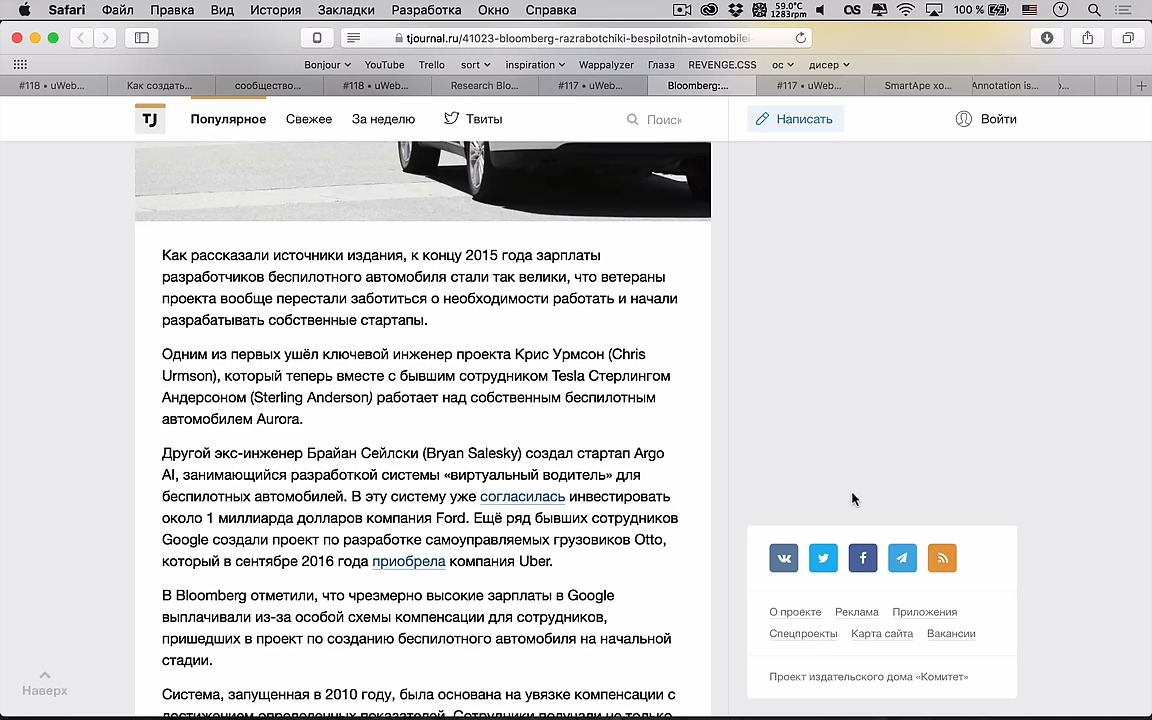 Safari Файл Правка Вид История Закладки Разработка Окно Справка 59.0°C 1283rpm 100 %
tjournal.ru/41023-bloomberg-razrabotchiki-bespilotnih-avtomobilei-
Bonjour YouTube Trello sort inspiration Wappalyzer Глаза REVENGE.CSS ос дисер
#118 - uWeb... Как создать... сообщество... #118 • uWeb... Research Blo... #117 • uWeb... Bloomberg:... #117 • uWeb... SmartApe хо... Annotation is...
TJ Популярное Свежее За неделю Твиты Поиск Написать Войти
Как рассказали источники издания, к концу 2015 года зарплаты
разработчиков беспилотного автомобиля стали так велики, что ветераны
проекта вообще перестали заботиться о необходимости работать и начали
разрабатывать собственные стартапы.
Одним из первых ушёл ключевой инженер проекта Крис Урмсон (Chris
Urmson), который теперь вместе с бывшим сотрудником Tesla Стерлингом
Андерсоном (Sterling Anderson) работает над собственным беспилотным
автомобилем Aurora.
Другой экс-инженер Брайан Сейлски (Bryan Salesky) создал стартап Argo
AI, занимающийся разработкой системы «виртуальный водитель» для
беспилотных автомобилей. В эту систему уже согласилась инвестировать
около 1 миллиарда долларов компания Ford. Ещё ряд бывших сотрудников
Google создали проект по разработке самоуправляемых грузовиков Otto,
который в сентябре 2016 года приобрела компания Uber.
В Bloomberg отметили, что чрезмерно высокие зарплаты в Google
выплачивали из-за особой схемы компенсации для сотрудников,
пришедших в проект по созданию беспилотного автомобиля на начальной
стадии.
Система, запущенная в 2010 году, была основана на увязке компенсации с
достижением определенных показателей. Сотрудники получали не только
Наверх
О проекте Реклама Приложения
Спецпроекты Карта сайта Вакансии
Проект издательского дома «Комитет»